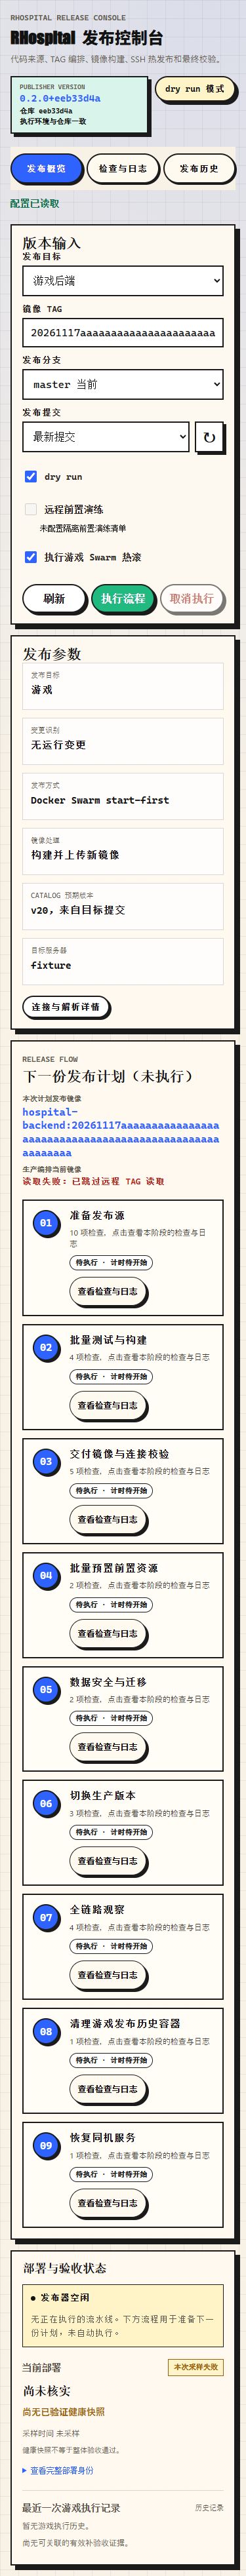 RHOSPITAL RELEASE CONSOLE
RHospital 发布控制台
代码来源、TAG 编排、镜像构建、SSH 热发布和最终校验。
PUBLISHER VERSION
0.2.0+eeb33d4a
仓库 eeb33d4a
执行环境与仓库一致
dry run 模式
发布概览
检查与日志
发布历史
配置已读取
版本输入
发布目标
游戏后端
镜像 TAG
20261117aaaaaaaaaaaaaaaaaaaaaa
发布分支
master 当前
发布提交
最新提交
↻
dry run
远程前置演练
未配置隔离前置演练清单
执行游戏 Swarm 热滚
刷新
执行流程
取消执行
发布参数
发布目标
游戏
变更识别
无运行变更
发布方式
Docker Swarm start-first
镜像处理
构建并上传新镜像
CATALOG 预期版本
v20, 来自目标提交
目标服务器
fixture
连接与解析详情
RELEASE FLOW
下一份发布计划（未执行）
本次计划发布镜像
hospital-
backend:20261117aaaaaaaaaaaaaaaa
aaaaaaaaaaaaaaaaaaaaaaaaaaaaaaaa
aaaaaaaa
生产编排当前镜像
读取失败: 已跳过远程 TAG 读取
01
准备发布源
10 项检查，点击查看本阶段的检查与日
志
待执行 · 计时待开始
查看检查与日志
02
批量测试与构建
4 项检查，点击查看本阶段的检查与日志
待执行 · 计时待开始
查看检查与日志
03
交付镜像与连接校验
5 项检查，点击查看本阶段的检查与日志
待执行 · 计时待开始
查看检查与日志
04
批量预置前置资源
2 项检查，点击查看本阶段的检查与日志
待执行 · 计时待开始
查看检查与日志
05
数据安全与迁移
2 项检查，点击查看本阶段的检查与日志
待执行 · 计时待开始
查看检查与日志
06
切换生产版本
3 项检查，点击查看本阶段的检查与日志
待执行 · 计时待开始
查看检查与日志
07
全链路观察
4 项检查，点击查看本阶段的检查与日志
待执行 · 计时待开始
查看检查与日志
08
清理游戏发布历史容器
1 项检查，点击查看本阶段的检查与日志
待执行 · 计时待开始
查看检查与日志
09
恢复同机服务
1 项检查，点击查看本阶段的检查与日志
待执行 · 计时待开始
查看检查与日志
部署与验收状态
● 发布器空闲
无正在执行的流水线。下方流程用于准备下一
份计划，未自动执行。
当前部署
本次采样失败
尚未核实
尚无已验证健康快照
采样时间 未采样
健康快照不等于整体验收通过。
▶ 查看完整部署身份
最近一次游戏执行记录
历史记录
暂无游戏执行历史。
尚无可关联的有效补验收证据。